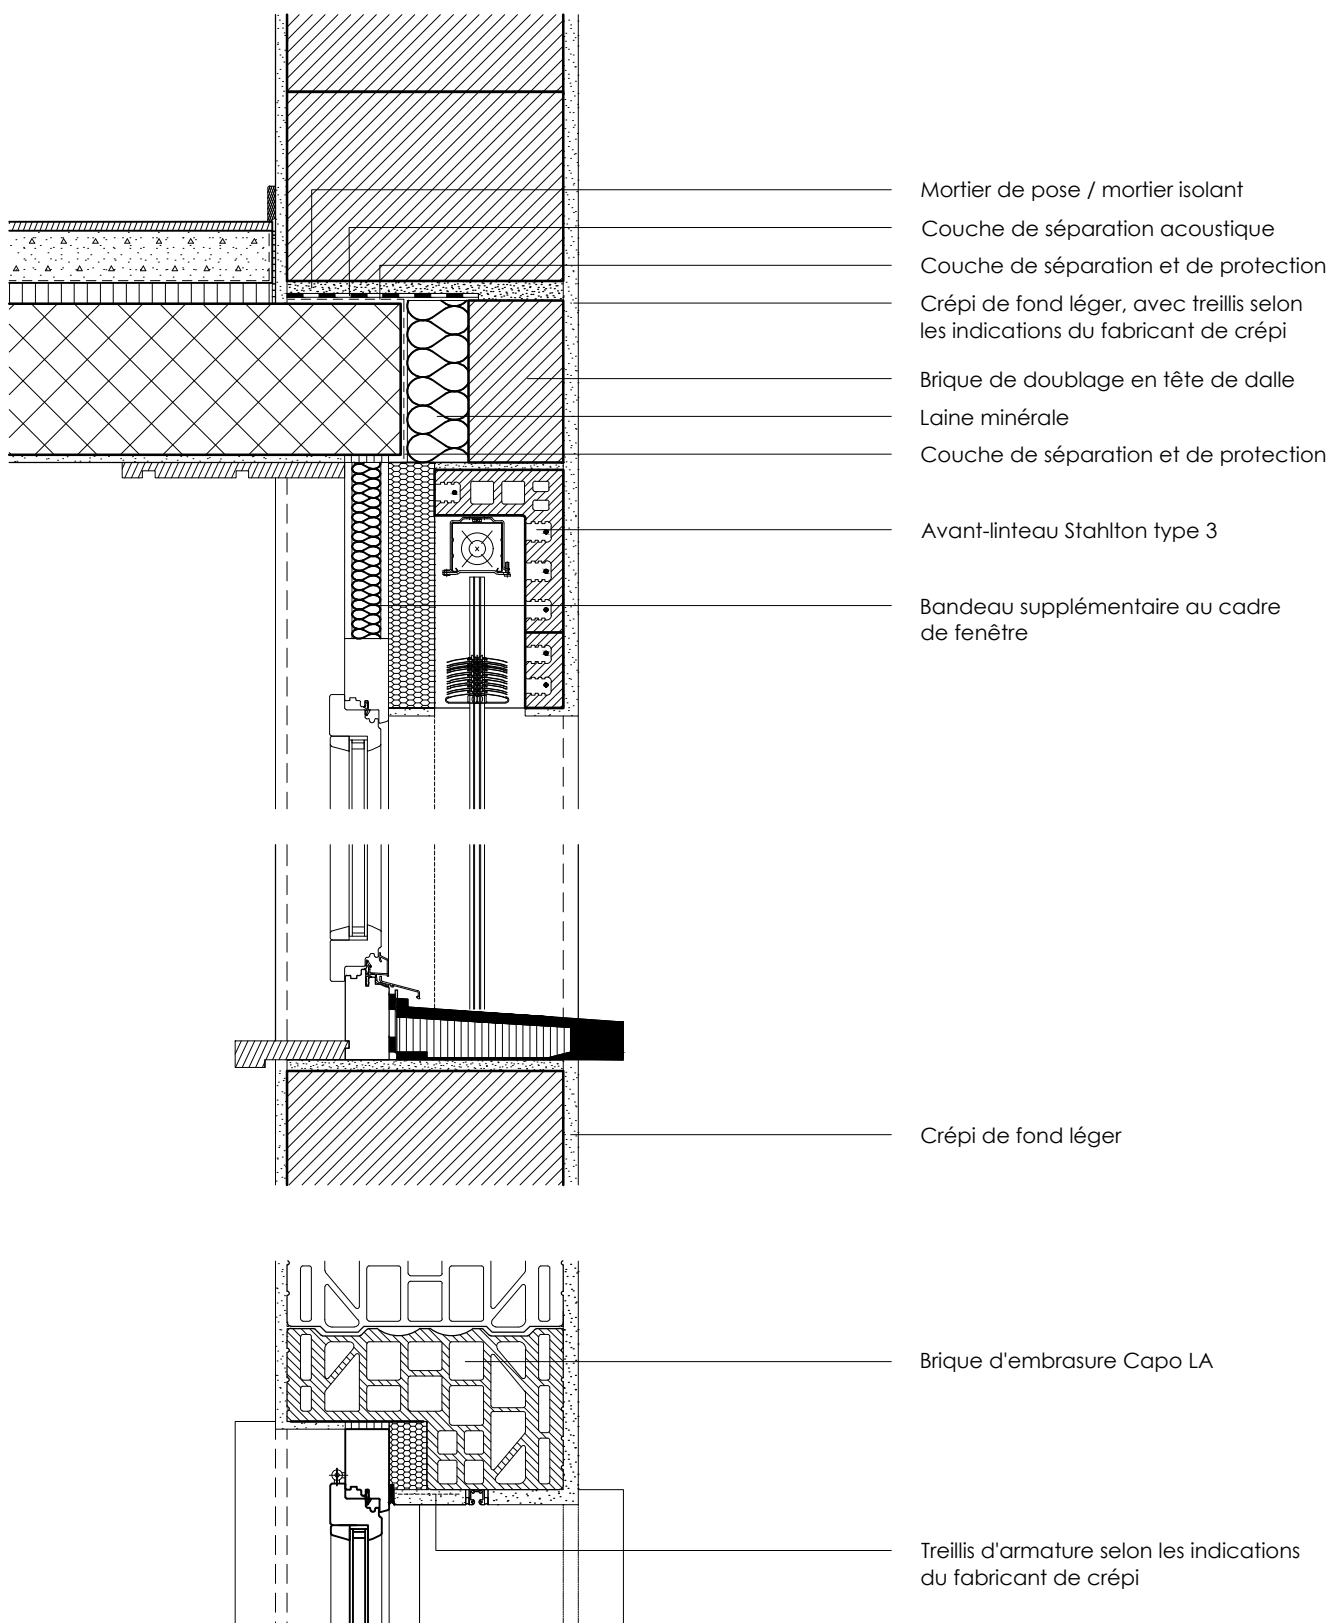 Mortier de pose / mortier isolant
Couche de séparation acoustique
Couche de séparation et de protection
Crépi de fond léger, avec treillis selon
les indications du fabricant de crépi
Brique de doublage en tête de dalle
Laine minérale
Couche de séparation et de protection
Avant-linteau Stahlton type 3
Bandeau supplémentaire au cadre
de fenêtre
Crépi de fond léger
Brique d'embrasure Capo LA
Treillis d'armature selon les indications
du fabricant de crépi